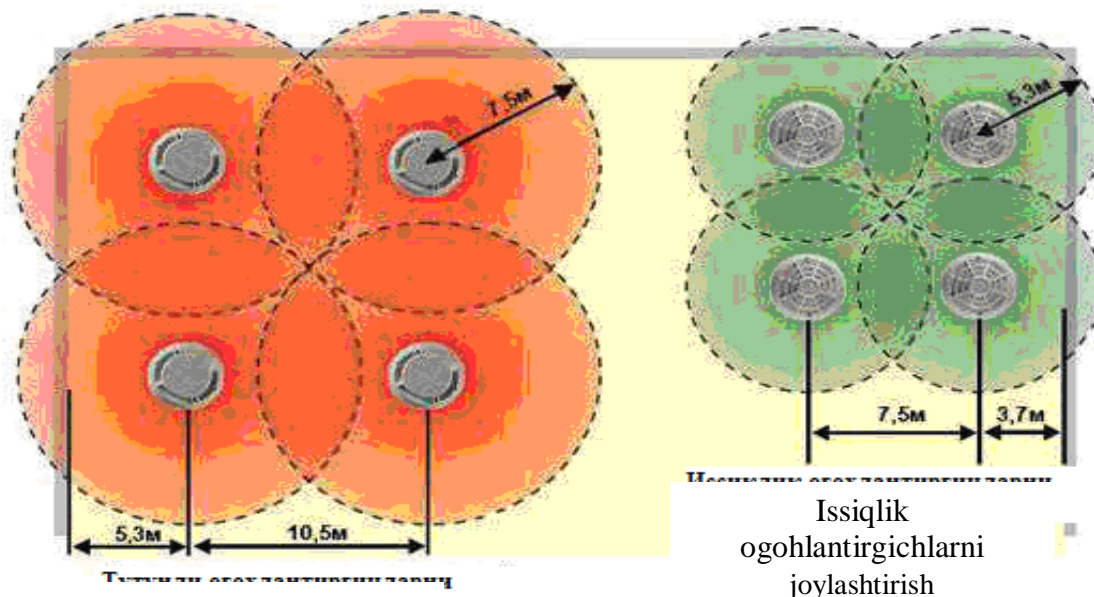 7.5м
5,3м
7,5м
3,7м
5,3м
10,5м
Issiqlik
ogohlantirgichlarni
joylashtirish